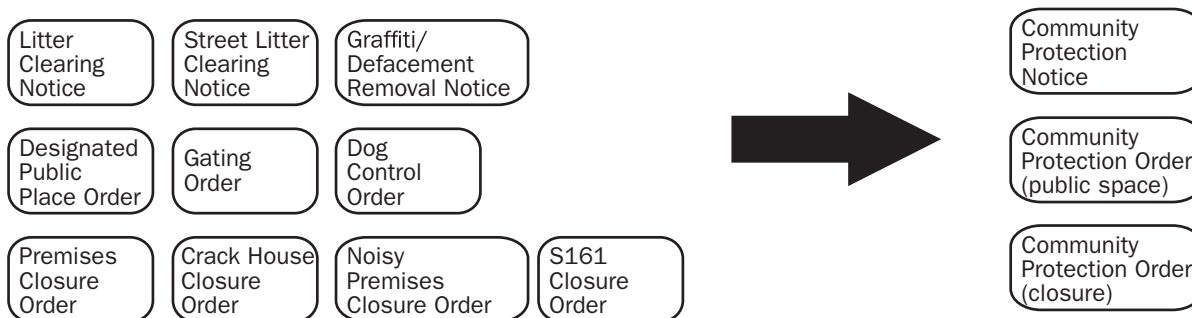 Litter
Clearing
Notice
Street Litter
Clearing
Notice
Graffiti/
Defacement
Removal Notice
Community
Protection
Notice
Designated
Public
Place Order
Gating
Order
Dog
Control
Order
Community
Protection Order
(public space)
Premises
Closure
Order
Crack House
Closure
Order
Noisy
Premises
Closure Order
S161
Closure
Order
Community
Protection Order
(closure)